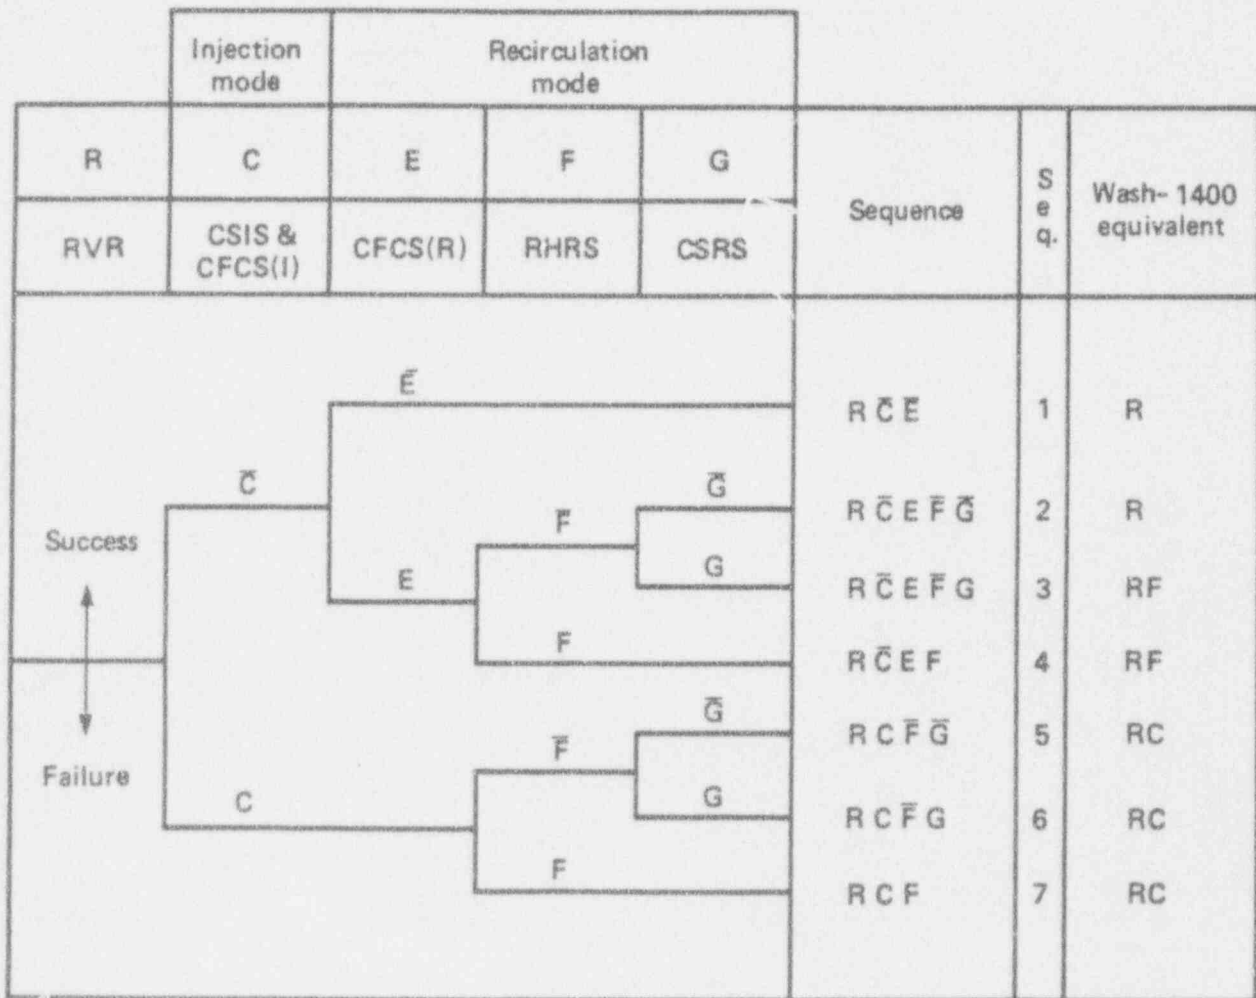 Injection mode
Recirculation mode
R
C
E
F
G
Sequence
S e q.
Wash-1400 equivalent
RVR
CSIS & CFCS(I)
CFCS(R)
RHRS
CSRS
Success
Failure
C̄
C
Ē
E
F̄
F
Ḡ
G
Ḡ
G
F̄
F
R C̄ Ē 1 R
R C̄ E F̄ Ḡ 2 R
R C̄ E F̄ G 3 RF
R C̄ E F 4 RF
R C F̄ Ḡ 5 RC
R C F̄ G 6 RC
R C F 7 RC